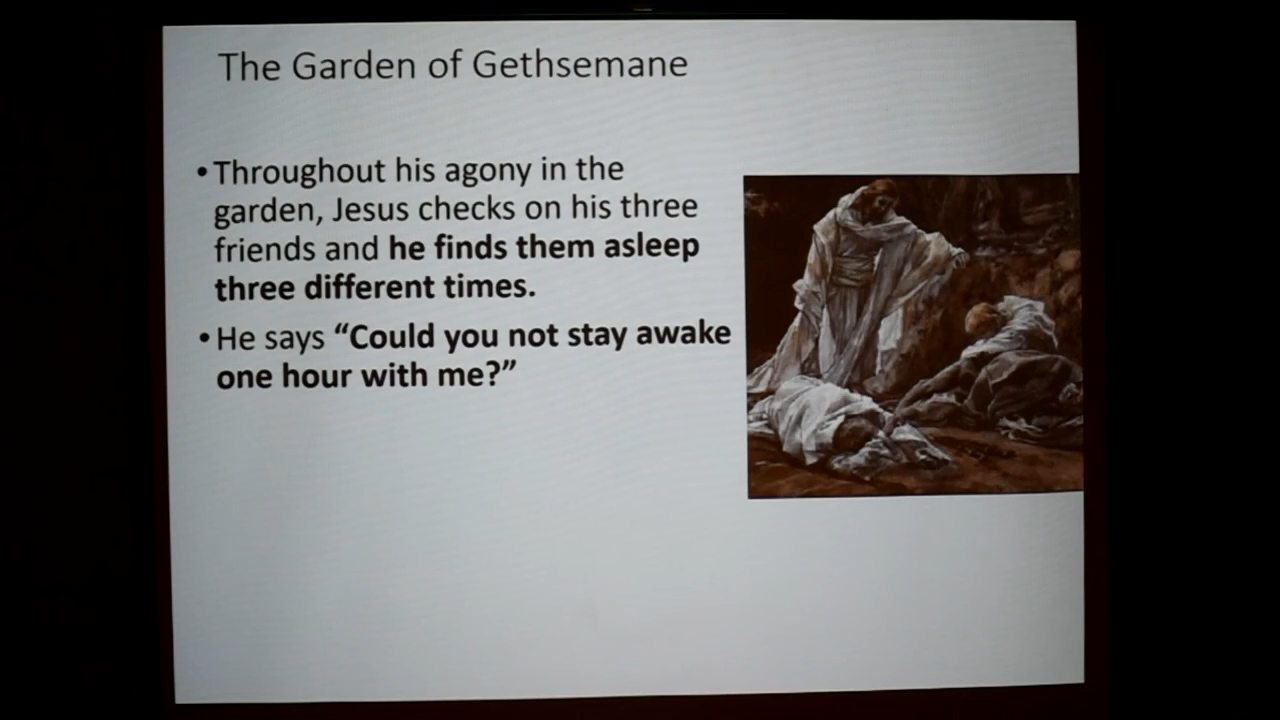 The Garden of Gethsemane
•Throughout his agony in the
garden, Jesus checks on his three
friends and he finds them asleep
three different times.
•He says “Could you not stay awake
one hour with me?”